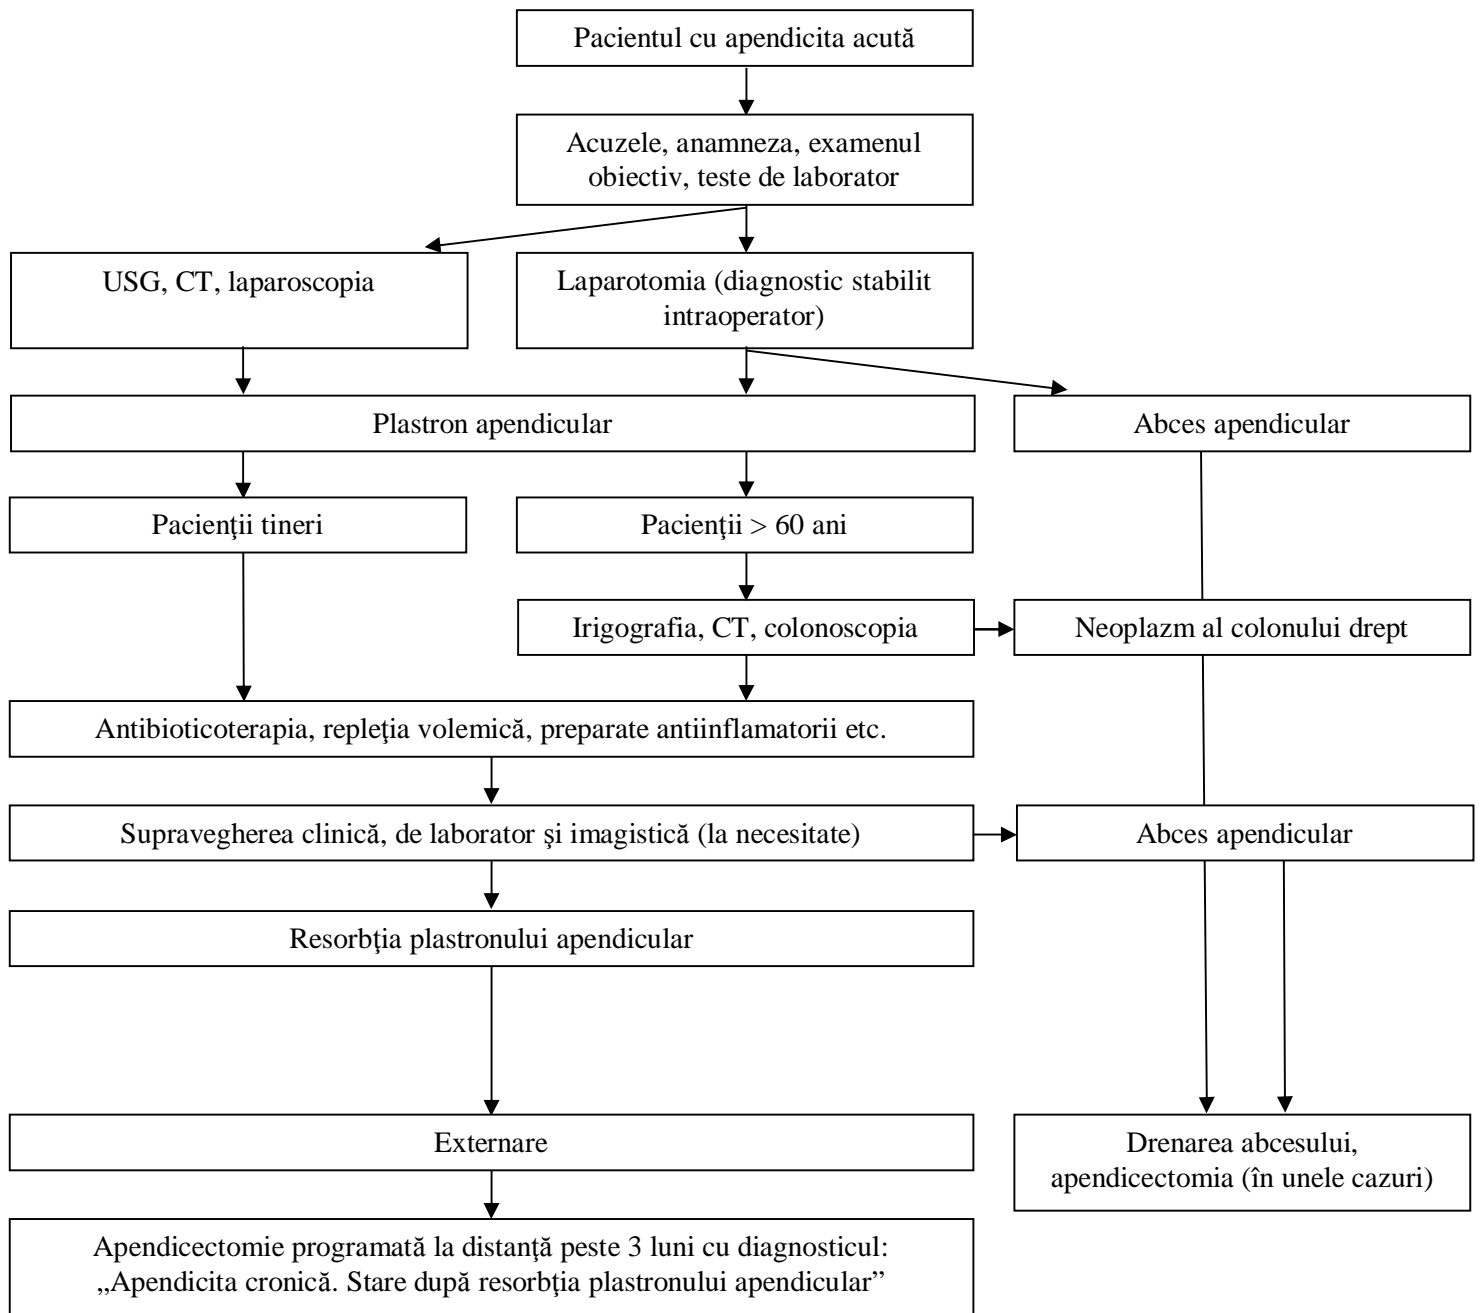 Pacientul cu apendicita acută
Acuzele, anamneza, examenul
obiectiv, teste de laborator
USG, CT, laparoscopia
Laparotomia (diagnostic stabilit
intraoperator)
Plastron apendicular
Abces apendicular
Pacienţii tineri
Pacienţii > 60 ani
Irigografia, CT, colonoscopia
Neoplazm al colonului drept
Antibioticoterapia, repleţia volemică, preparate antiinflamatorii etc.
Supravegherea clinică, de laborator şi imagistică (la necesitate)
Abces apendicular
Resorbţia plastronului apendicular
Externare
Drenarea abcesului,
apendicectomia (în unele cazuri)
Apendicectomie programată la distanţă peste 3 luni cu diagnosticul:
„Apendicita cronică. Stare după resorbţia plastronului apendicular”